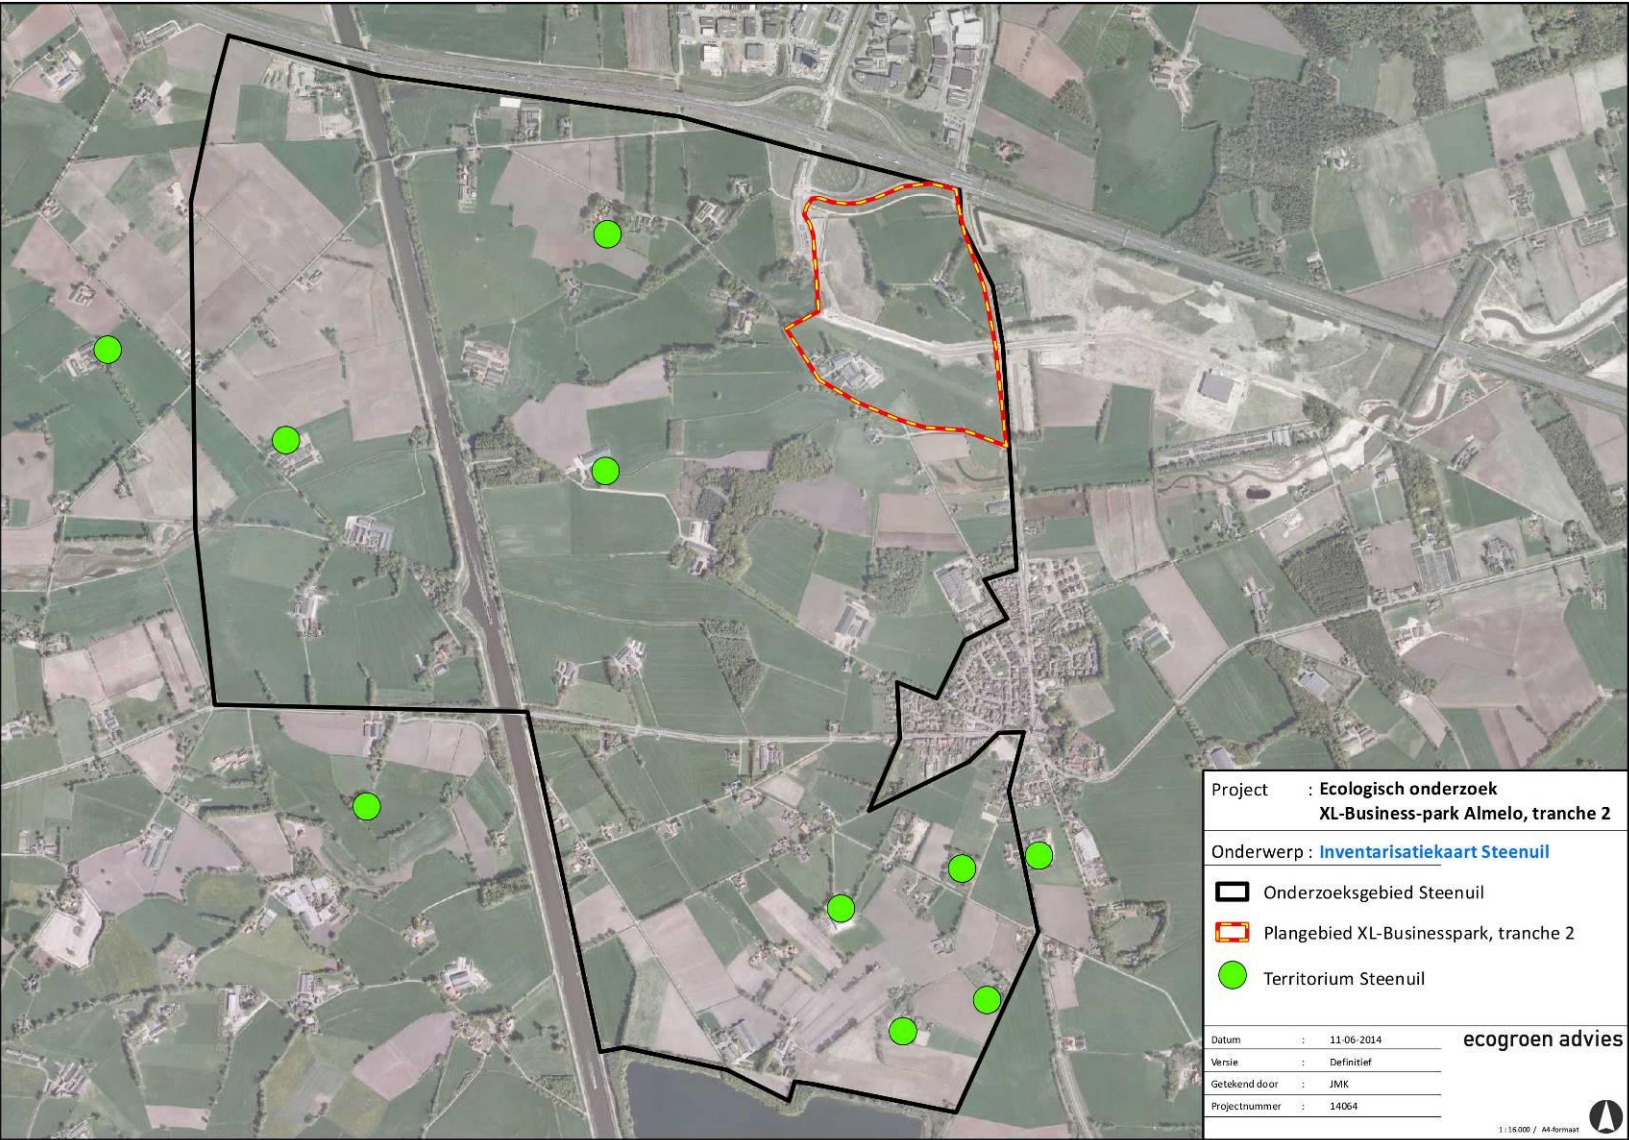 Project : Ecologisch onderzoek
XL-Business-park Almelo, tranche 2
Onderwerp : Inventarisatiekaart Steenuil
Onderzoeksgebied Steenuil
Plangebied XL-Businesspark, tranche 2
Territorium Steenuil
Datum : 11-06-2014
Versie : Definitief
Getekend door : JMK
Projectnummer : 14064
ecogroen advies
1:16.000 / A4-formaat